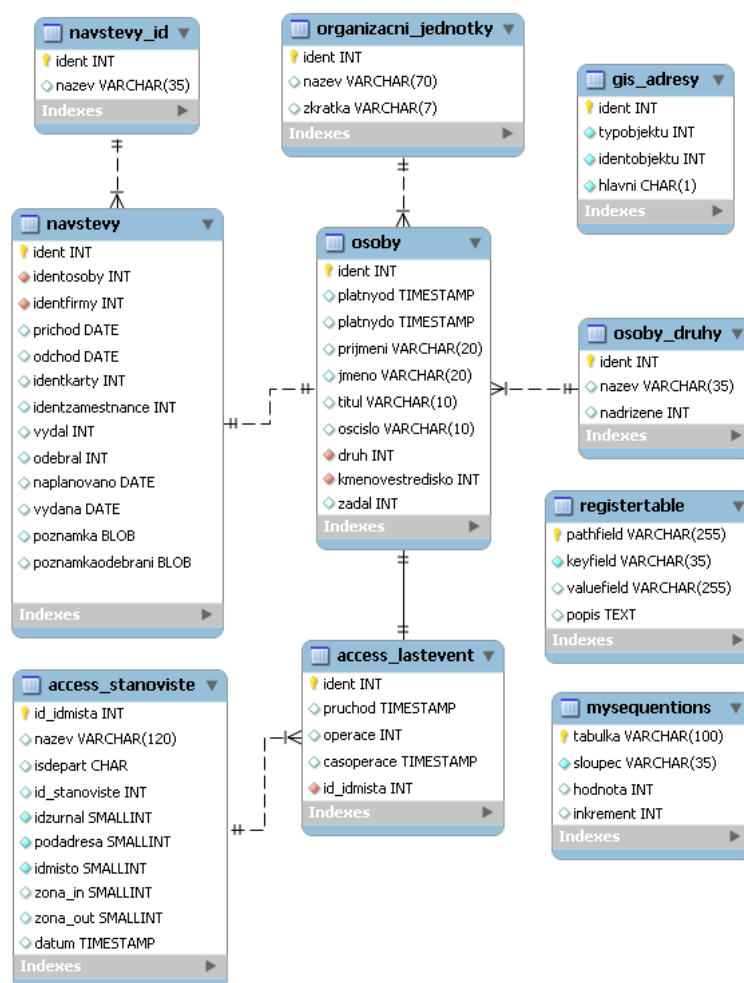 navstevy_id
ident INT
nazev VARCHAR(35)
Indexes
organizacni_jednotky
ident INT
nazev VARCHAR(70)
zkratka VARCHAR(7)
Indexes
gis_adresy
ident INT
typobjektu INT
identobjektu INT
hlavni CHAR(1)
Indexes
navstevy
ident INT
identosoby INT
identfirmy INT
prichod DATE
odchod DATE
identkarty INT
identzamestnance INT
vydal INT
odebral INT
naplanovano DATE
vydana DATE
poznamka BLOB
poznamkaodebrani BLOB
Indexes
osoby
ident INT
platnyod TIMESTAMP
platnydo TIMESTAMP
prijmeni VARCHAR(20)
jmeno VARCHAR(20)
titul VARCHAR(10)
oscislo VARCHAR(10)
druh INT
kmenovestredisko INT
zadal INT
Indexes
osoby_druhy
ident INT
nazev VARCHAR(35)
nadrizene INT
Indexes
registertable
pathfield VARCHAR(255)
keyfield VARCHAR(35)
valuefield VARCHAR(255)
popis TEXT
Indexes
access_stanoviste
id_idmista INT
nazev VARCHAR(120)
isdepart CHAR
id_stanoviste INT
idzurnal SMALLINT
podadresa SMALLINT
idmisto SMALLINT
zona_in SMALLINT
zona_out SMALLINT
datum TIMESTAMP
Indexes
access_lastevent
ident INT
pruchod TIMESTAMP
operace INT
casoperace TIMESTAMP
id_idmista INT
Indexes
mysequentions
tabulka VARCHAR(100)
sloupec VARCHAR(35)
hodnota INT
inkrement INT
Indexes